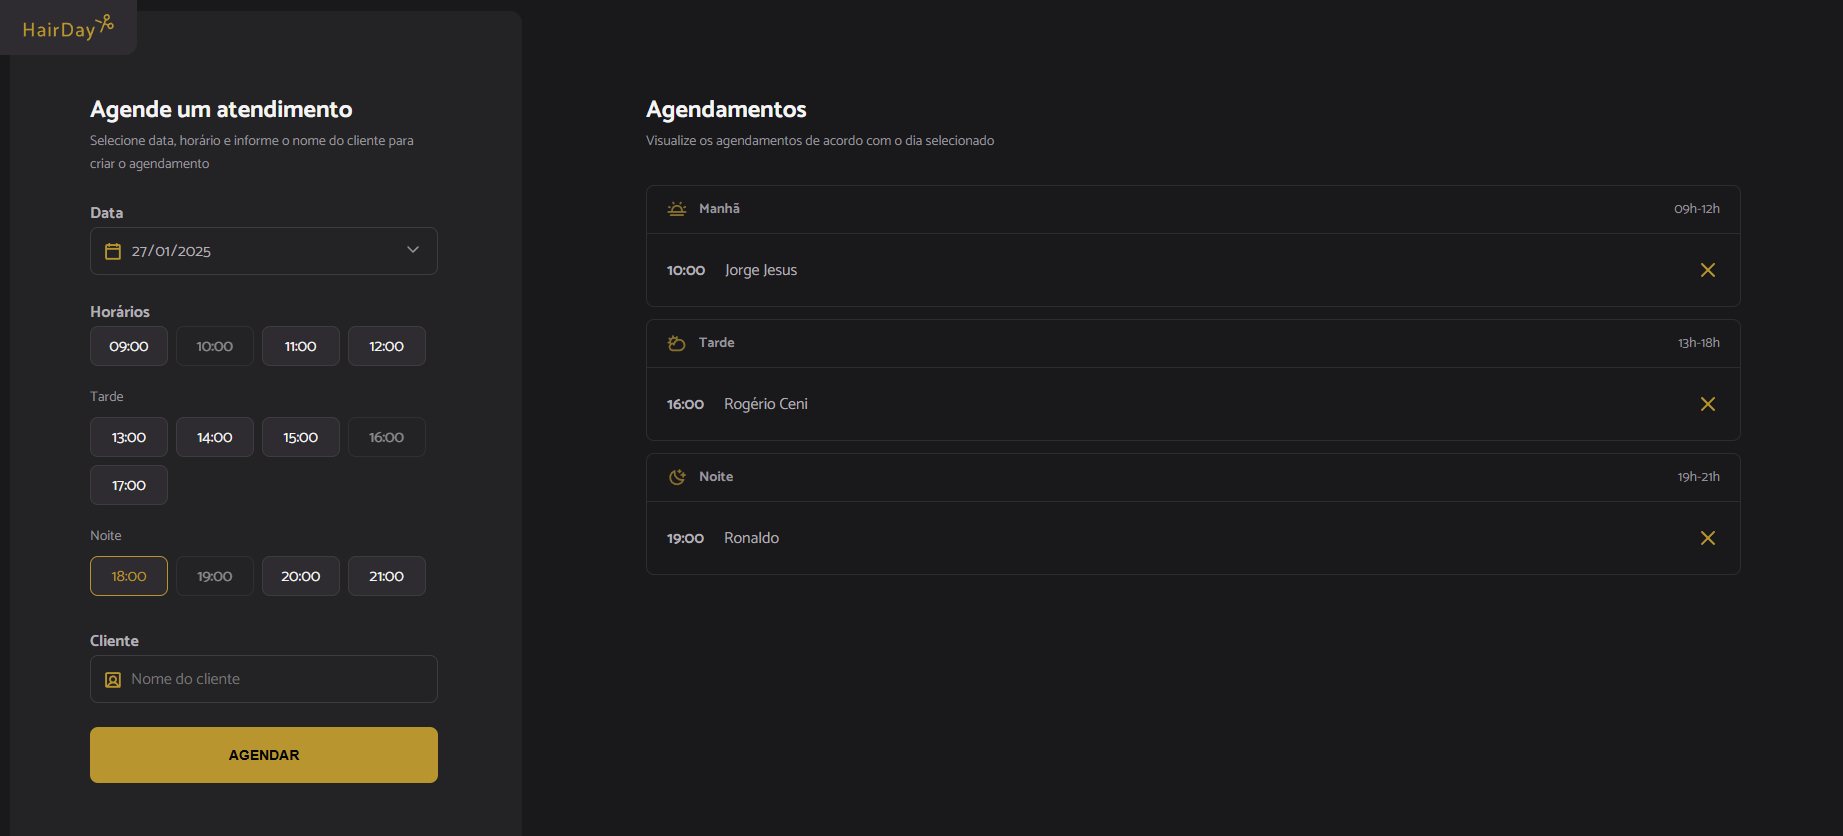 HairDay
Agende um atendimento
Selecione data, horário e informe o nome do cliente para
criar o agendamento
Data
27/01/2025
Horários
09:00 10:00 11:00 12:00
Tarde
13:00 14:00 15:00 16:00
17:00
Noite
18:00 19:00 20:00 21:00
Cliente
Nome do cliente
AGENDAR
Agendamentos
Visualize os agendamentos de acordo com o dia selecionado
Manhã 09h-12h
10:00 Jorge Jesus
Tarde 13h-18h
16:00 Rogério Ceni
Noite 19h-21h
19:00 Ronaldo